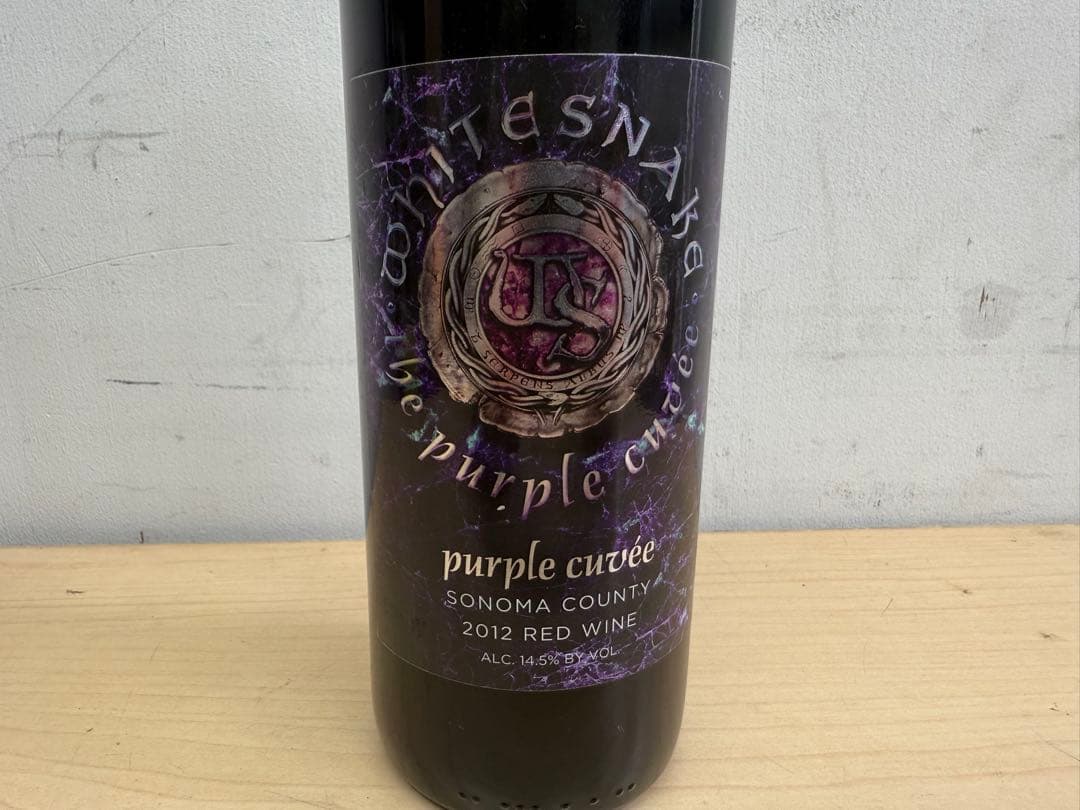 WHITESNAKE
WS
SERPENS ALBUS
the purple cuvée
purple cuvée
SONOMA COUNTY
2012 RED WINE
ALC. 14.5% BY VOL.